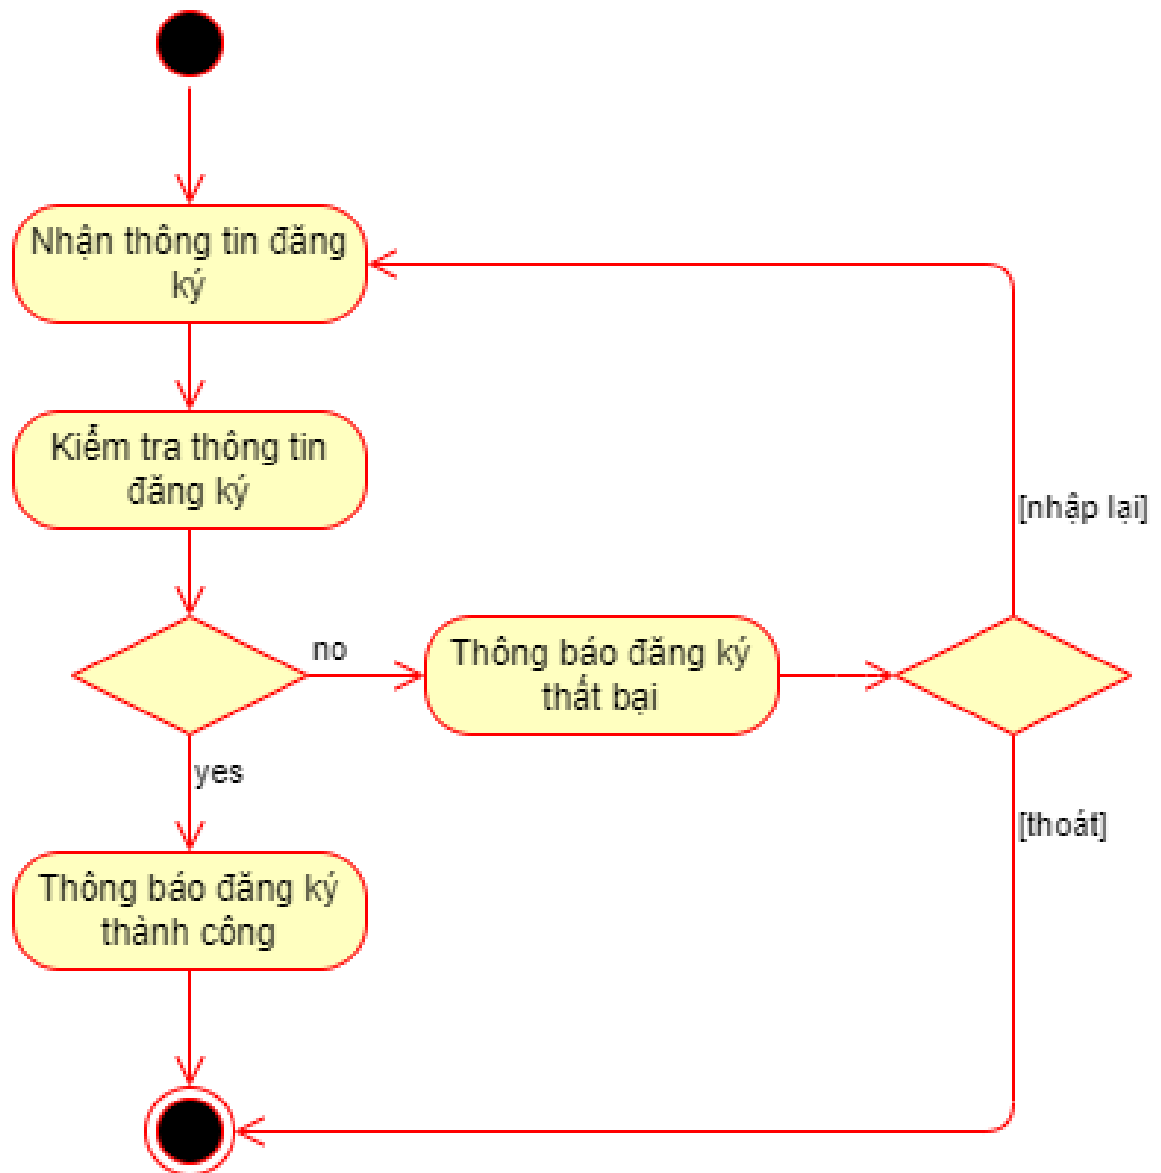 Nhận thông tin đăng
ký
Kiểm tra thông tin
đăng ký
[nhập lại]
no
Thông báo đăng ký
thất bại
yes
[thoát]
Thông báo đăng ký
thành công